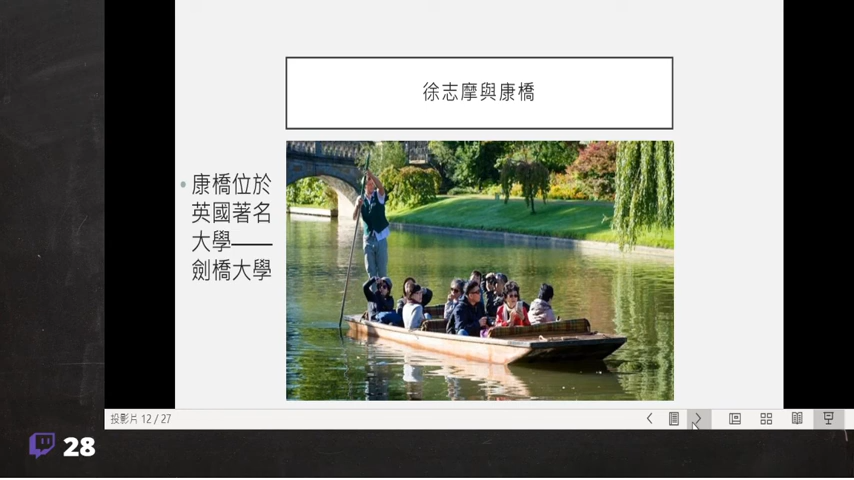 徐志摩與康橋
康橋位於
英國著名
大學——
劍橋大學
投影片 12 / 27
28